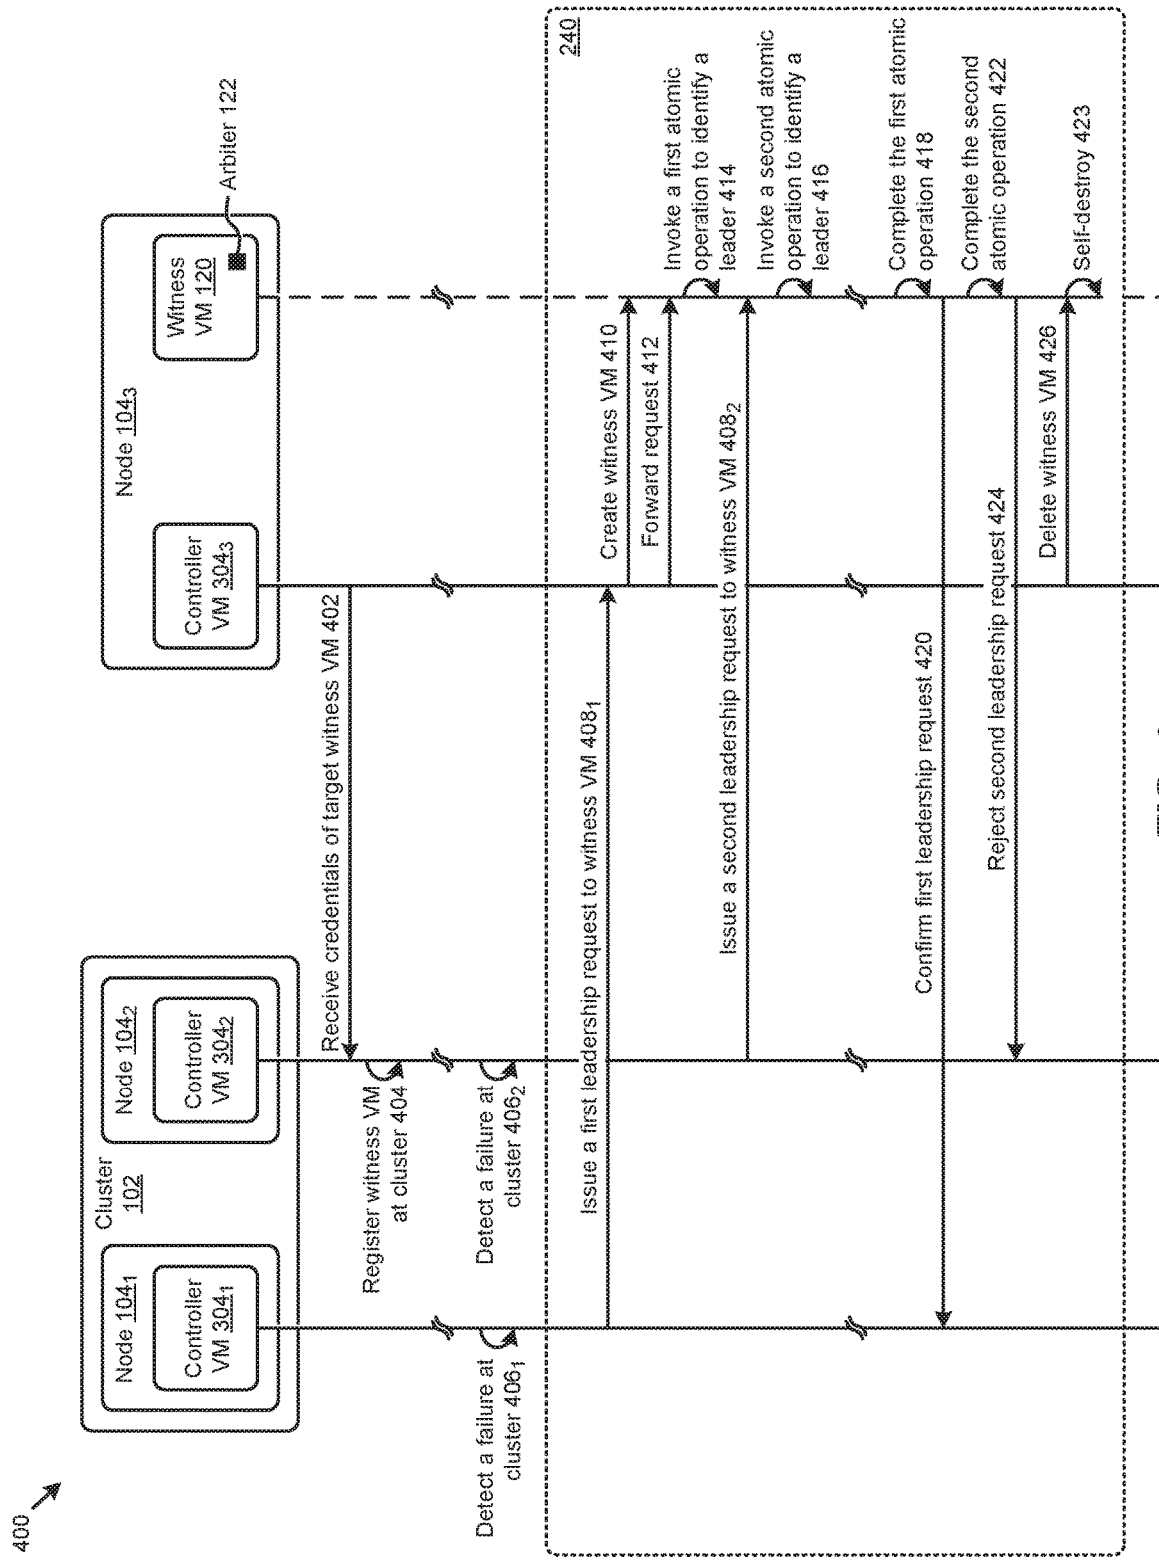 400
Cluster
102
Node 104₁
Controller
VM 304₁
Node 104₂
Controller
VM 304₂
Node 104₃
Controller
VM 304₃
Witness
VM 120
Arbiter 122
Receive credentials of target witness VM 402
Register witness VM
at cluster 404
Detect a failure at
cluster 406₁
Detect a failure at
cluster 406₂
240
Issue a first leadership request to witness VM 408₁
Create witness VM 410
Forward request 412
Invoke a first atomic
operation to identify a
leader 414
Issue a second leadership request to witness VM 408₂
Invoke a second atomic
operation to identify a
leader 416
Complete the first atomic
operation 418
Confirm first leadership request 420
Complete the second
atomic operation 422
Reject second leadership request 424
Delete witness VM 426
Self-destroy 423